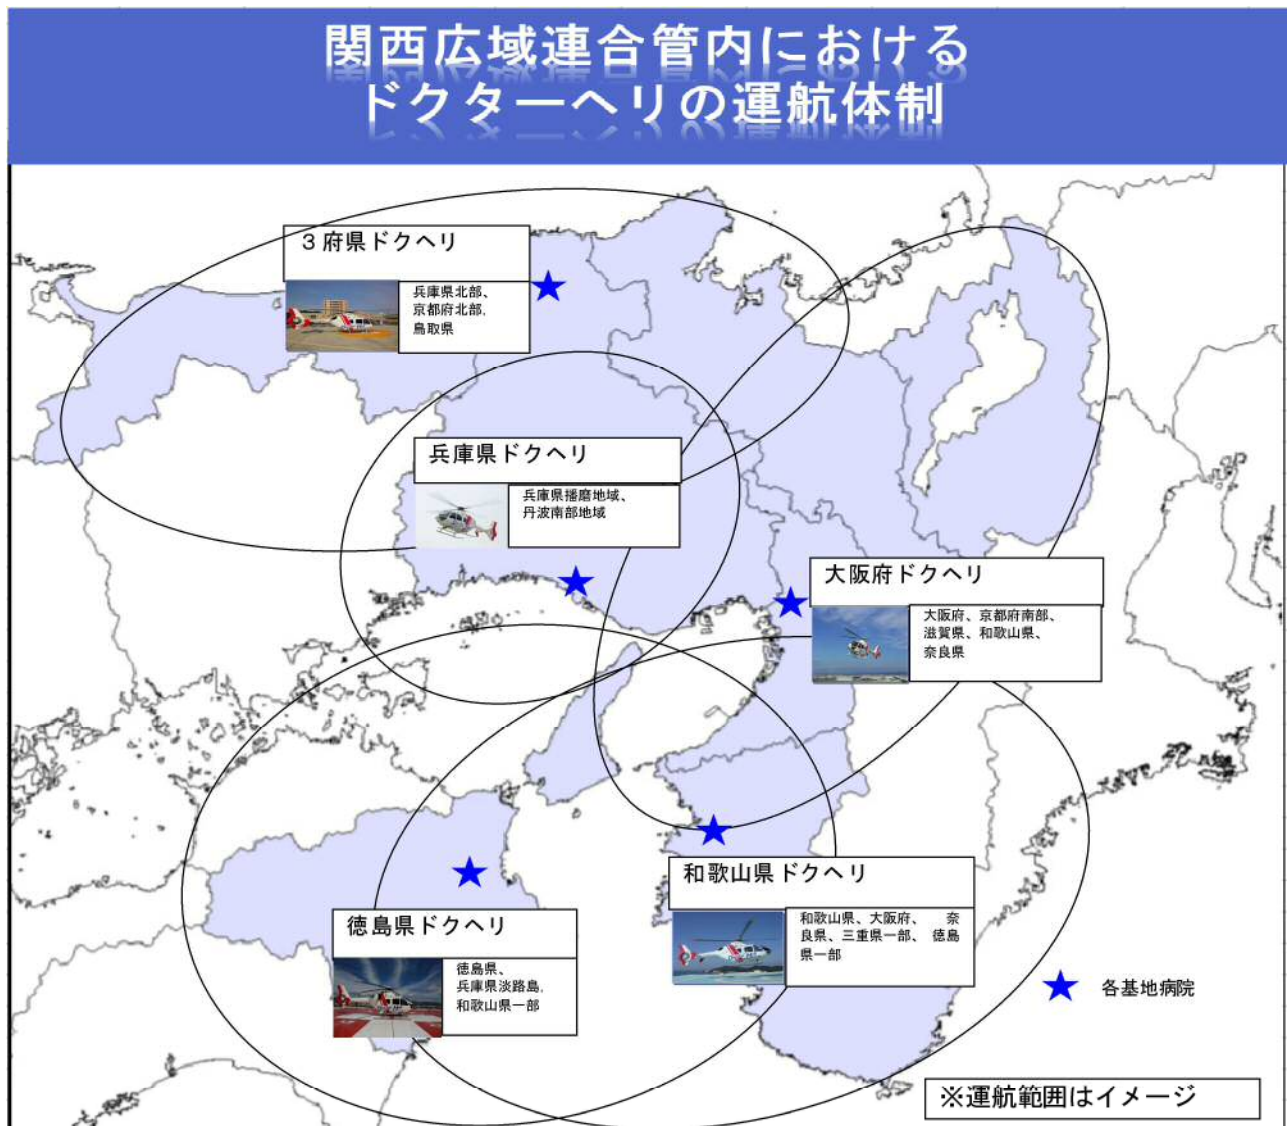 関西広域連合管内における
ドクターヘリの運航体制
３府県ドクヘリ
兵庫県北部、
京都府北部,
鳥取県
兵庫県ドクヘリ
兵庫県播磨地域、
丹波南部地域
大阪府ドクヘリ
大阪府、京都府南部、
滋賀県、和歌山県、
奈良県
和歌山県ドクヘリ
和歌山県、大阪府、 奈
良県、三重県一部、 徳島
県一部
徳島県ドクヘリ
徳島県、
兵庫県淡路島,
和歌山県一部
各基地病院
※運航範囲はイメージ